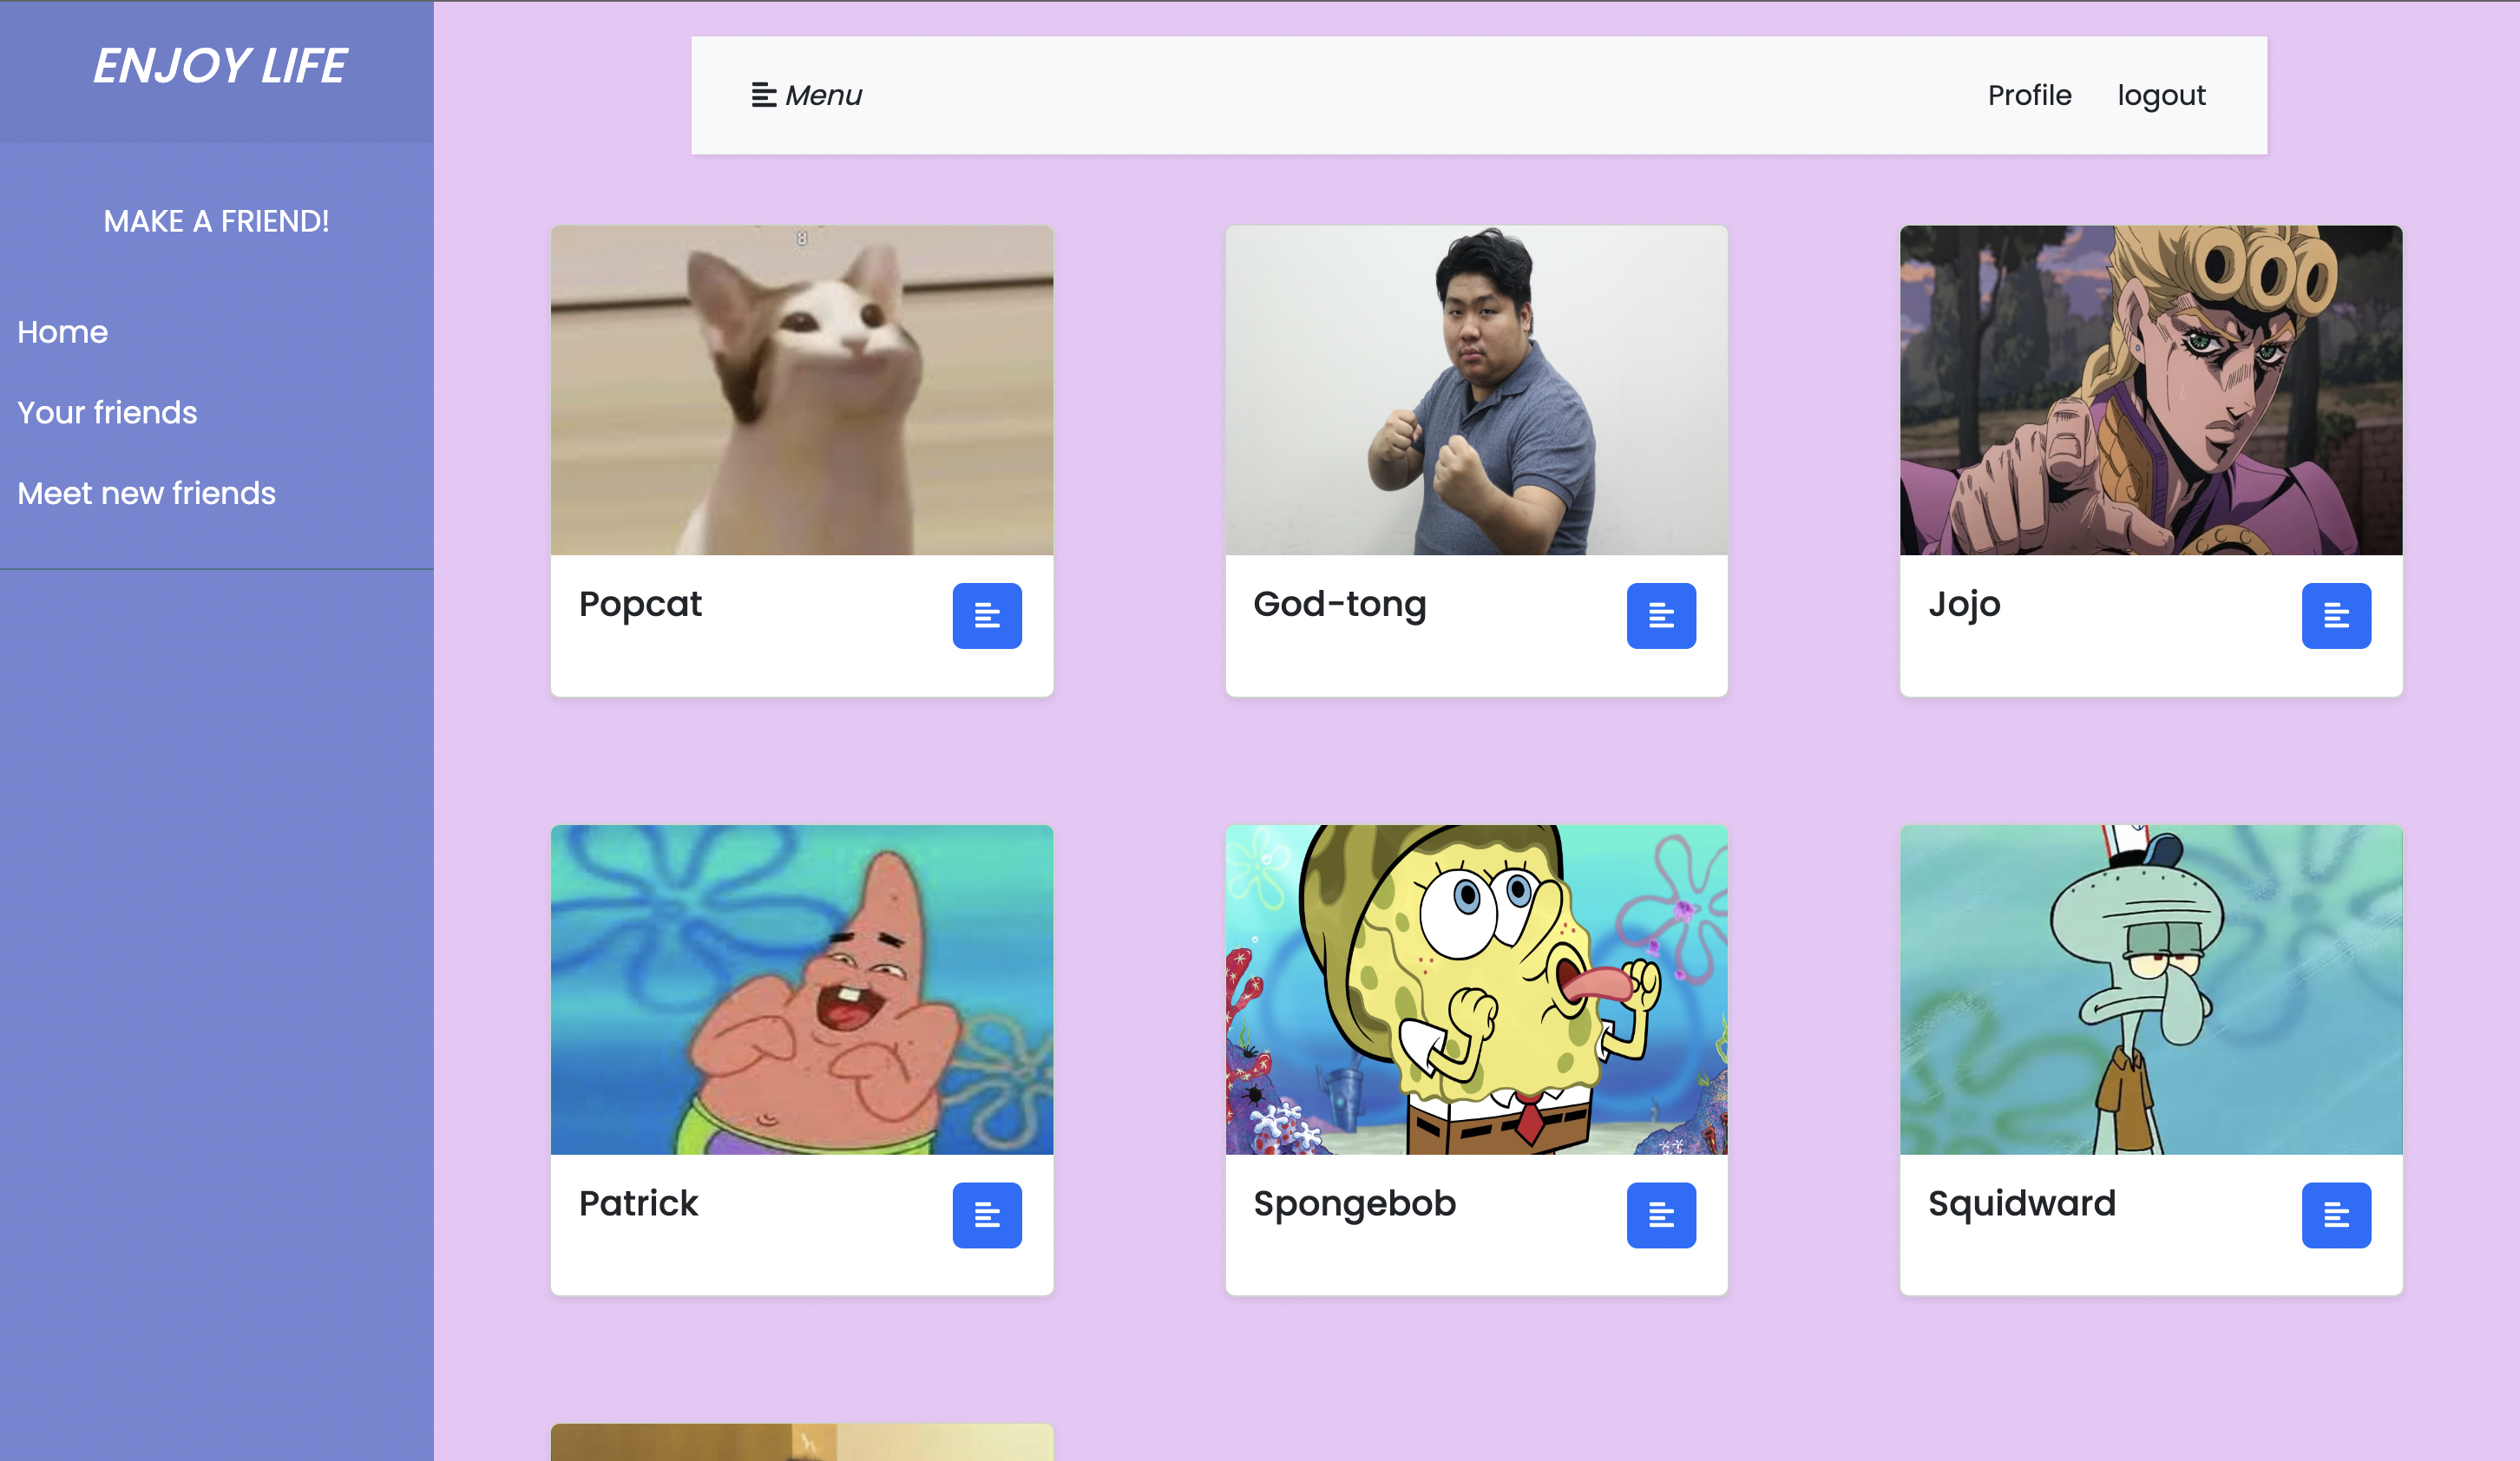 ENJOY LIFE
MAKE A FRIEND!
Home
Your friends
Meet new friends
Menu
Profile
logout
8
Popcat
God-tong
Jojo
Patrick
Spongebob
Squidward